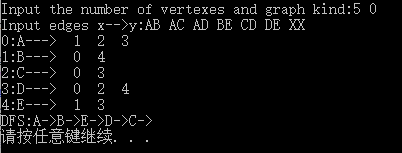 Input the number of vertexes and graph kind:5 0
Input edges x-->y:AB AC AD BE CD DE XX
0:A---> 1 2 3
1:B---> 0 4
2:C---> 0 3
3:D---> 0 2 4
4:E---> 1 3
DFS:A->B->E->D->C->
请按任意键继续. . .